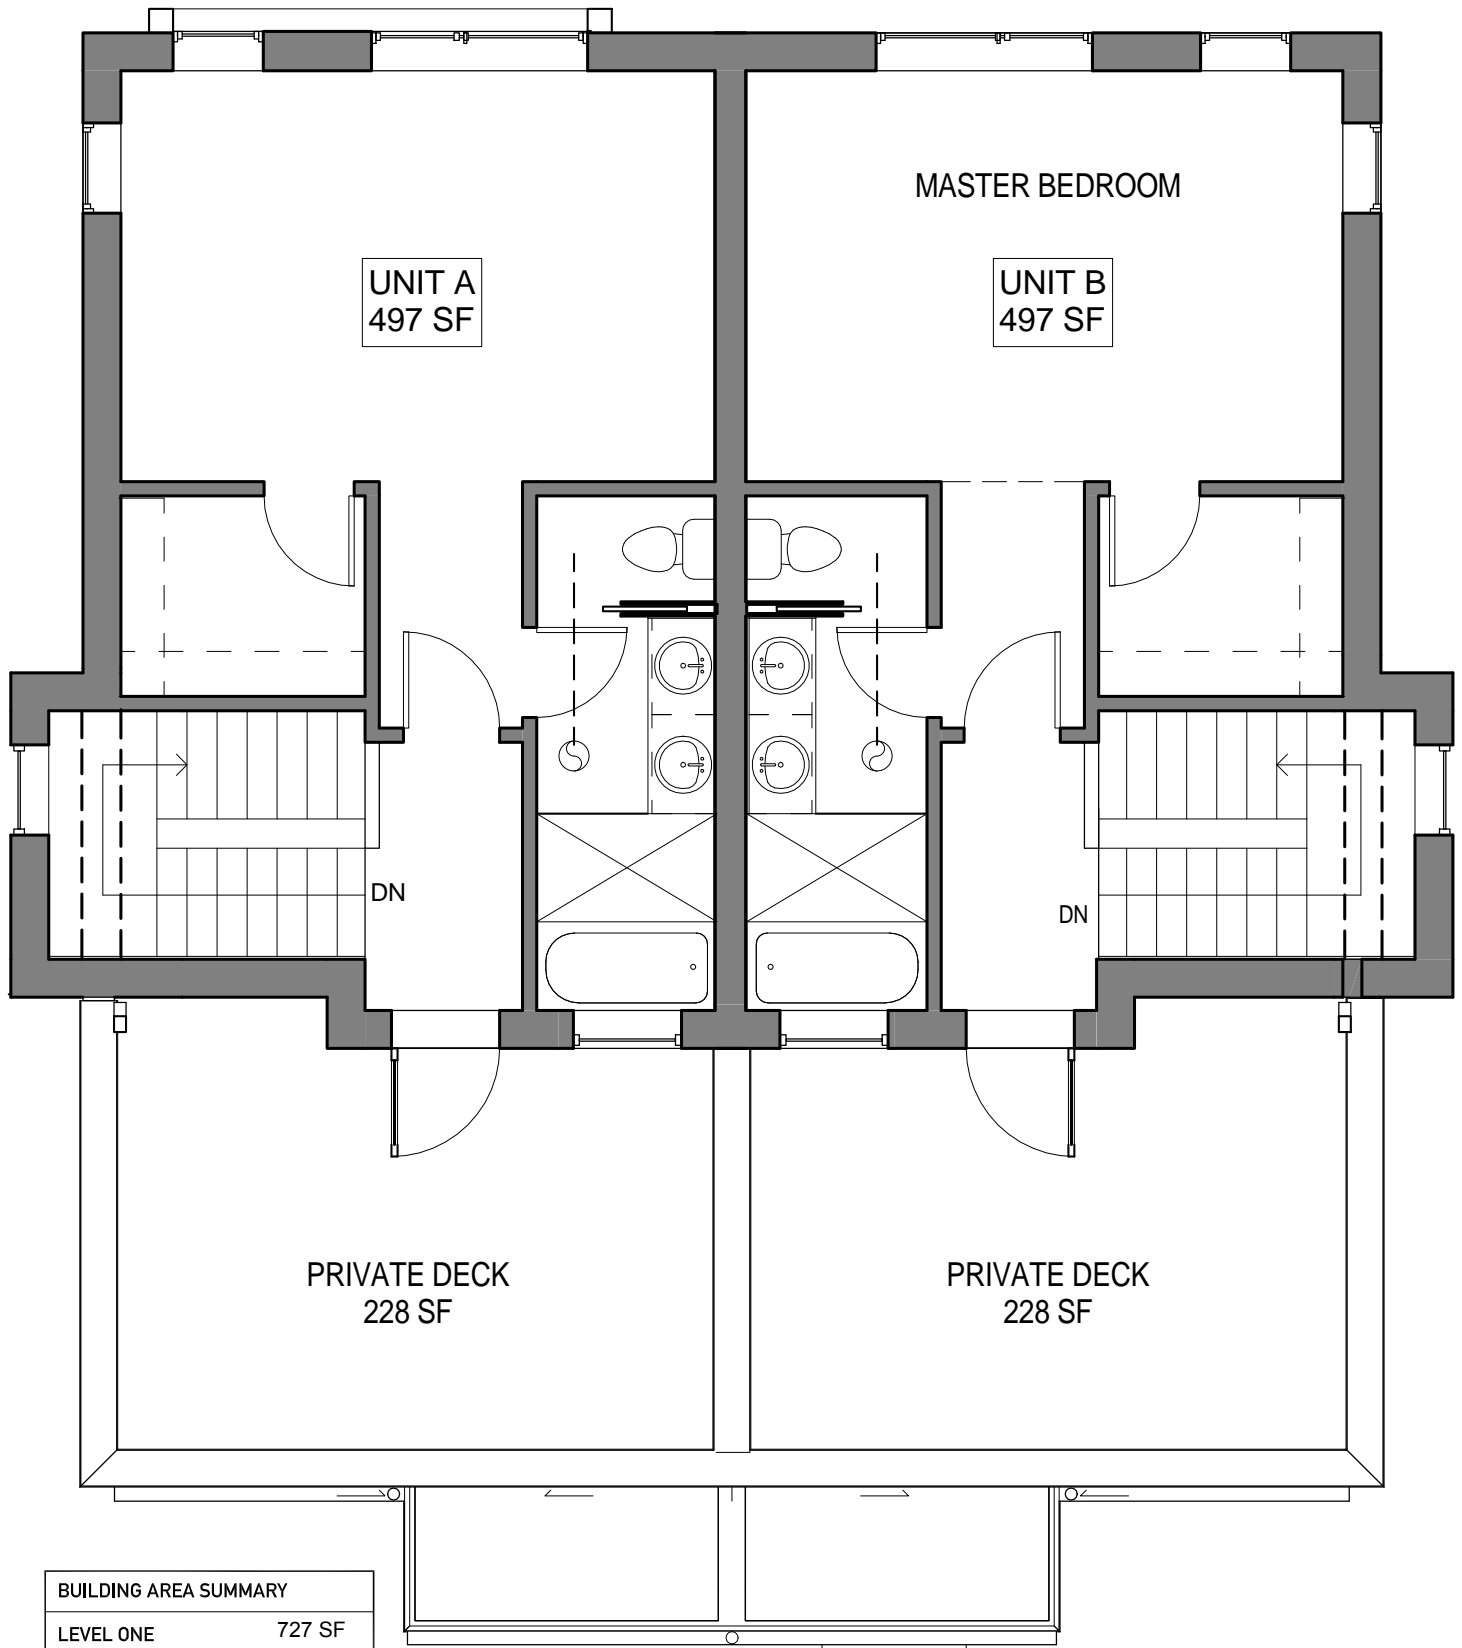 MASTER BEDROOM
UNIT A
497 SF
UNIT B
497 SF
DN
DN
PRIVATE DECK
228 SF
PRIVATE DECK
228 SF
BUILDING AREA SUMMARY
LEVEL ONE 727 SF